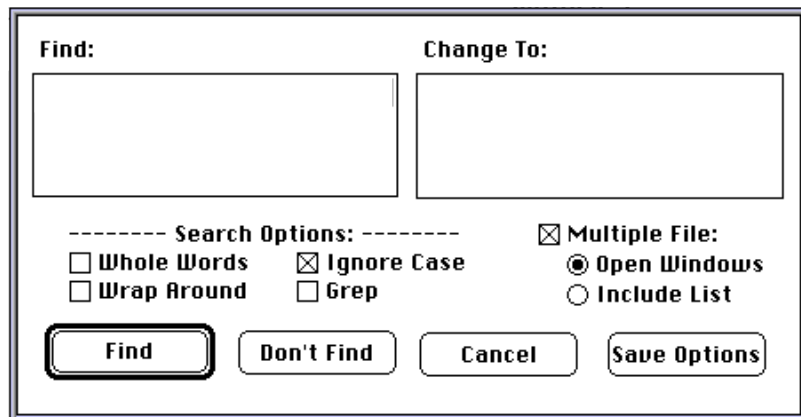 Find:
Change To:
-------- Search Options: --------
Multiple File:
Whole Words
Ignore Case
Open Windows
Wrap Around
Grep
Include List
Find
Don't Find
Cancel
Save Options